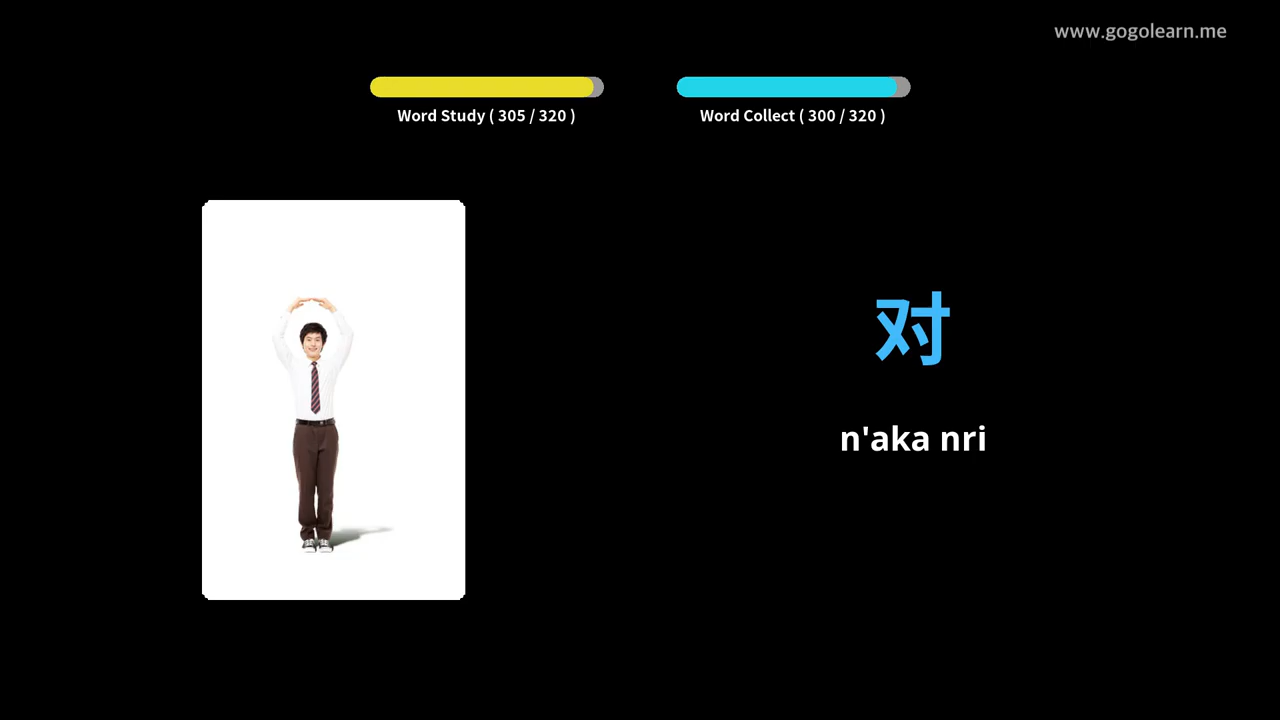 www.gogolearn.me
Word Study ( 305 / 320 )
Word Collect ( 300 / 320 )
对
n'aka nri